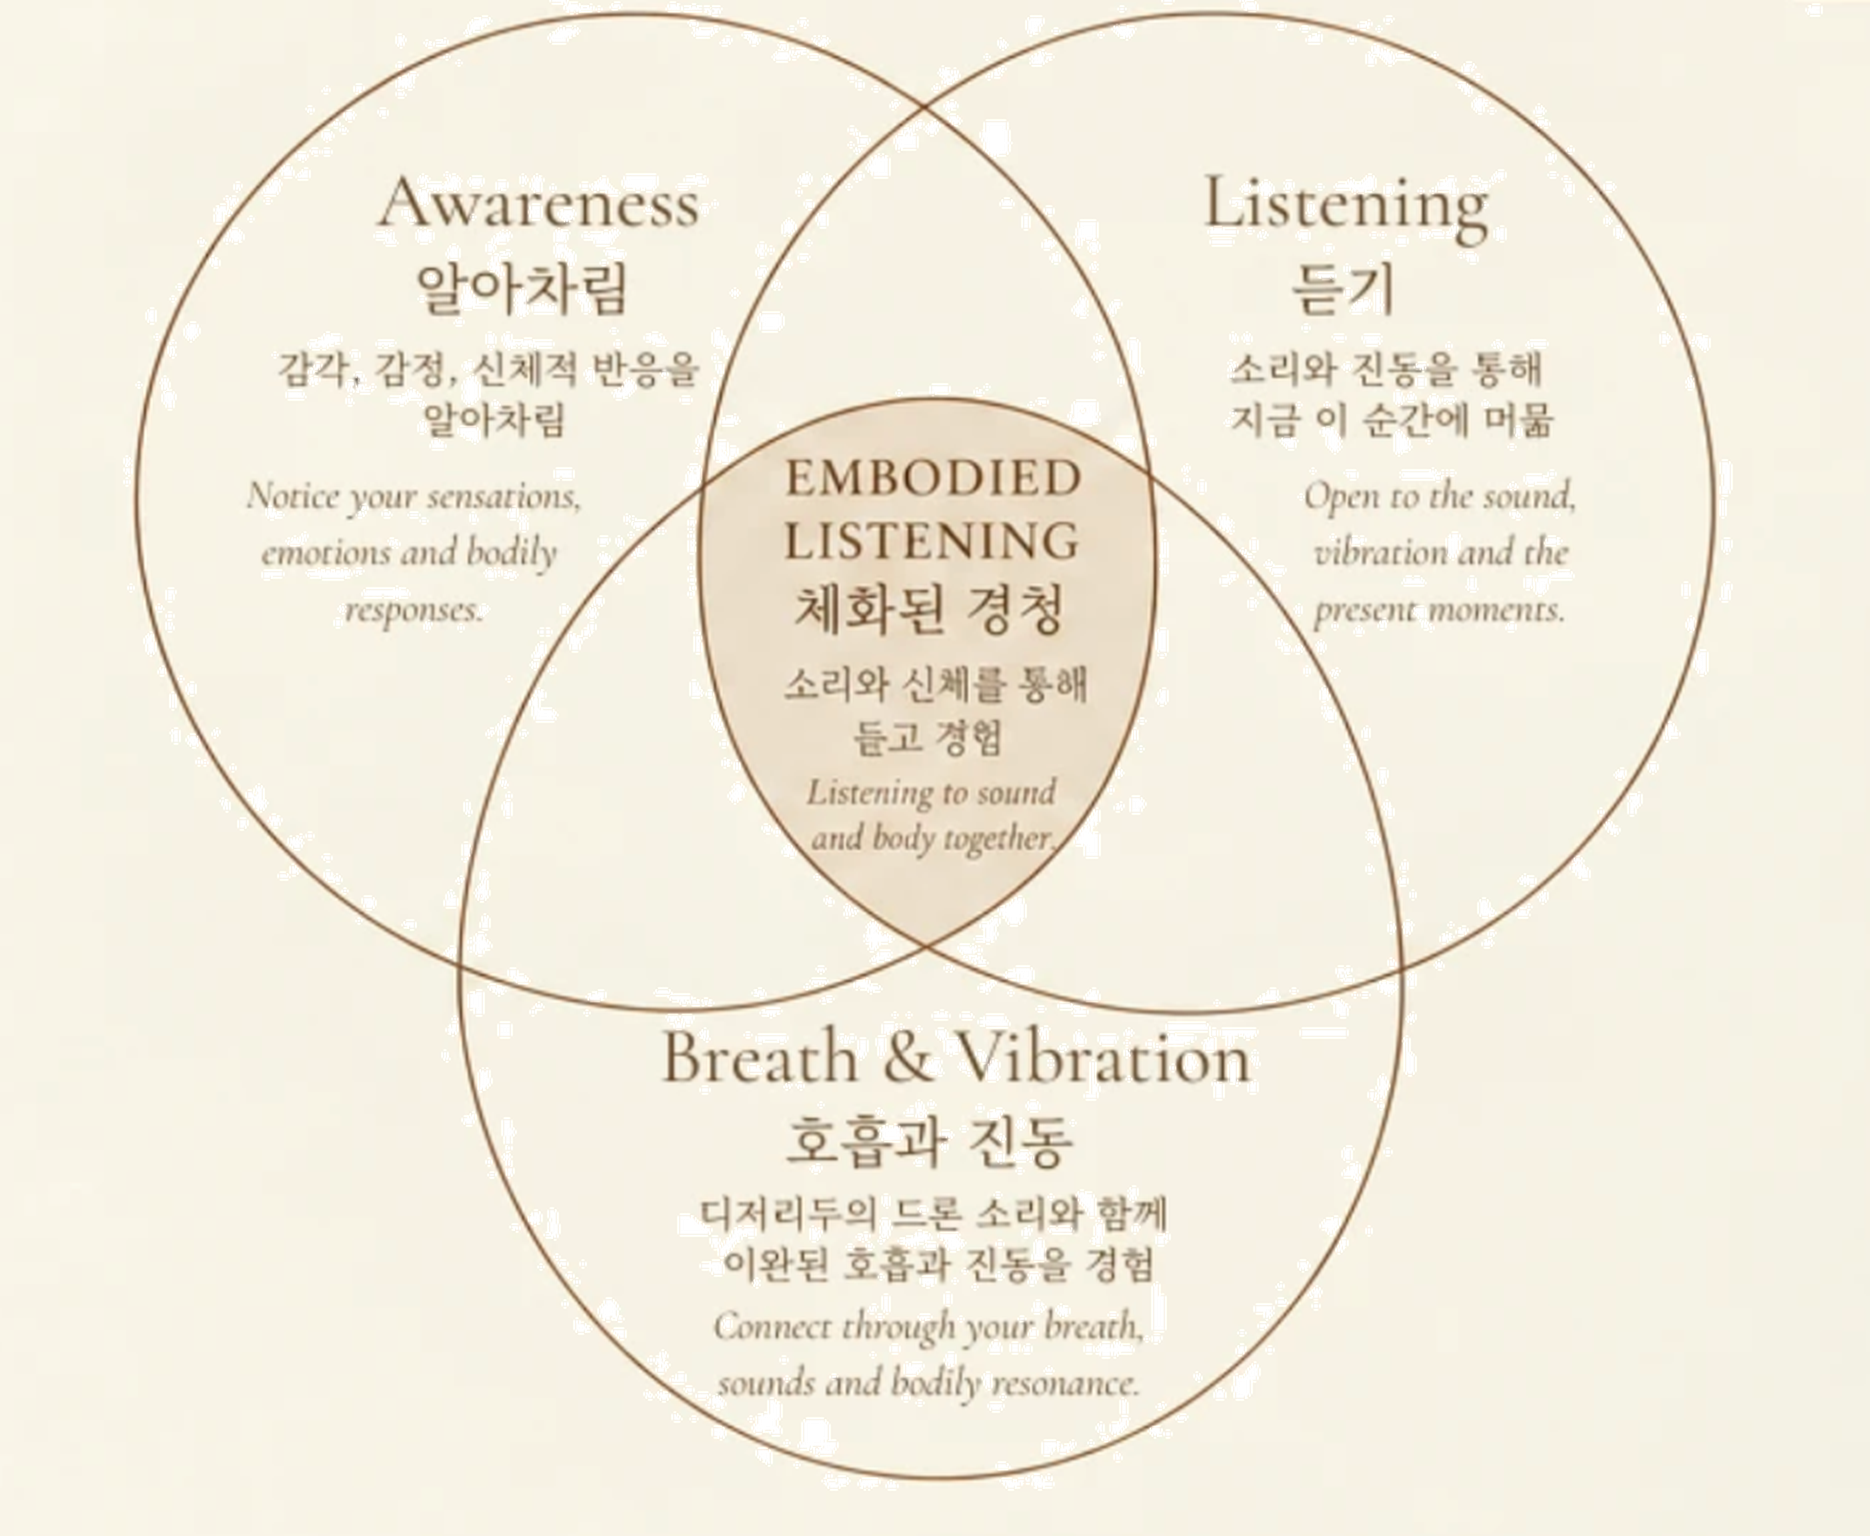 Awareness
알아차림
감각, 감정, 신체적 반응을
알아차림
Notice your sensations,
emotions and bodily
responses.
Listening
듣기
소리와 진동을 통해
지금 이 순간에 머묾
Open to the sound,
vibration and the
present moments.
EMBODIED
LISTENING
체화된 경청
소리와 신체를 통해
듣고 경험
Listening to sound
and body together.
Breath & Vibration
호흡과 진동
디저리두의 드론 소리와 함께
이완된 호흡과 진동을 경험
Connect through your breath,
sounds and bodily resonance.